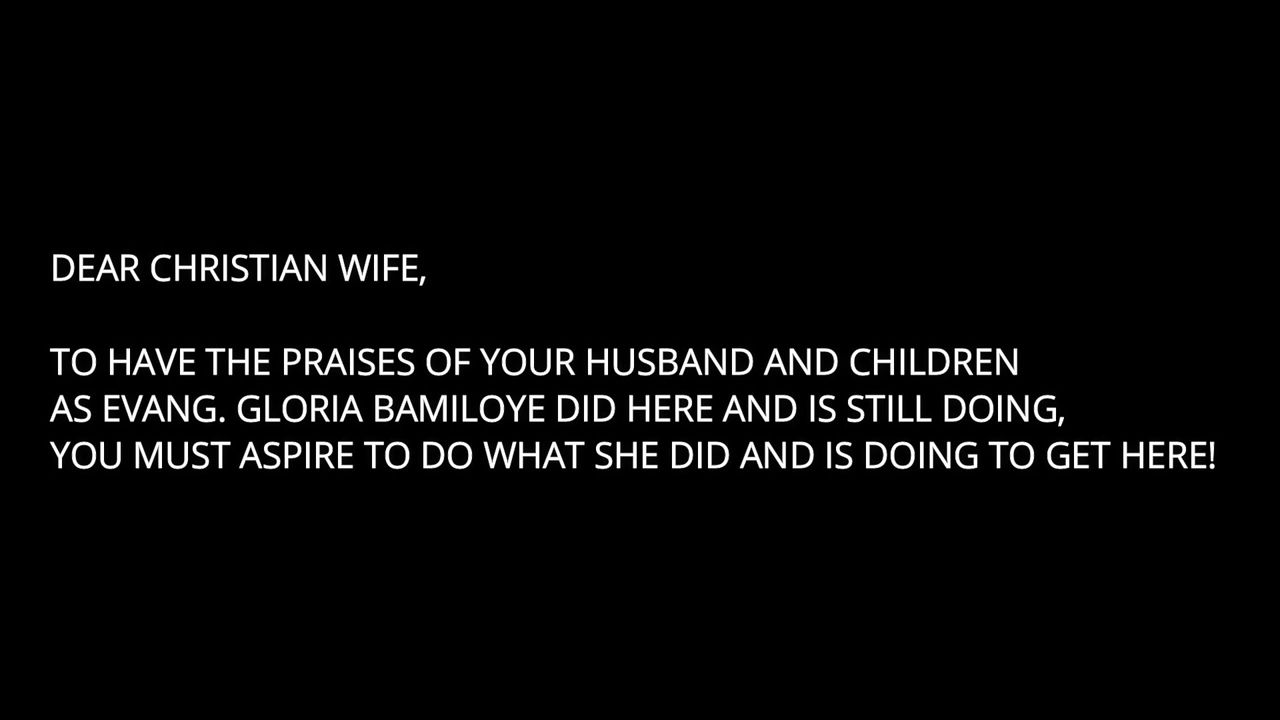 DEAR CHRISTIAN WIFE,
TO HAVE THE PRAISES OF YOUR HUSBAND AND CHILDREN
AS EVANG. GLORIA BAMILOYE DID HERE AND IS STILL DOING,
YOU MUST ASPIRE TO DO WHAT SHE DID AND IS DOING TO GET HERE!